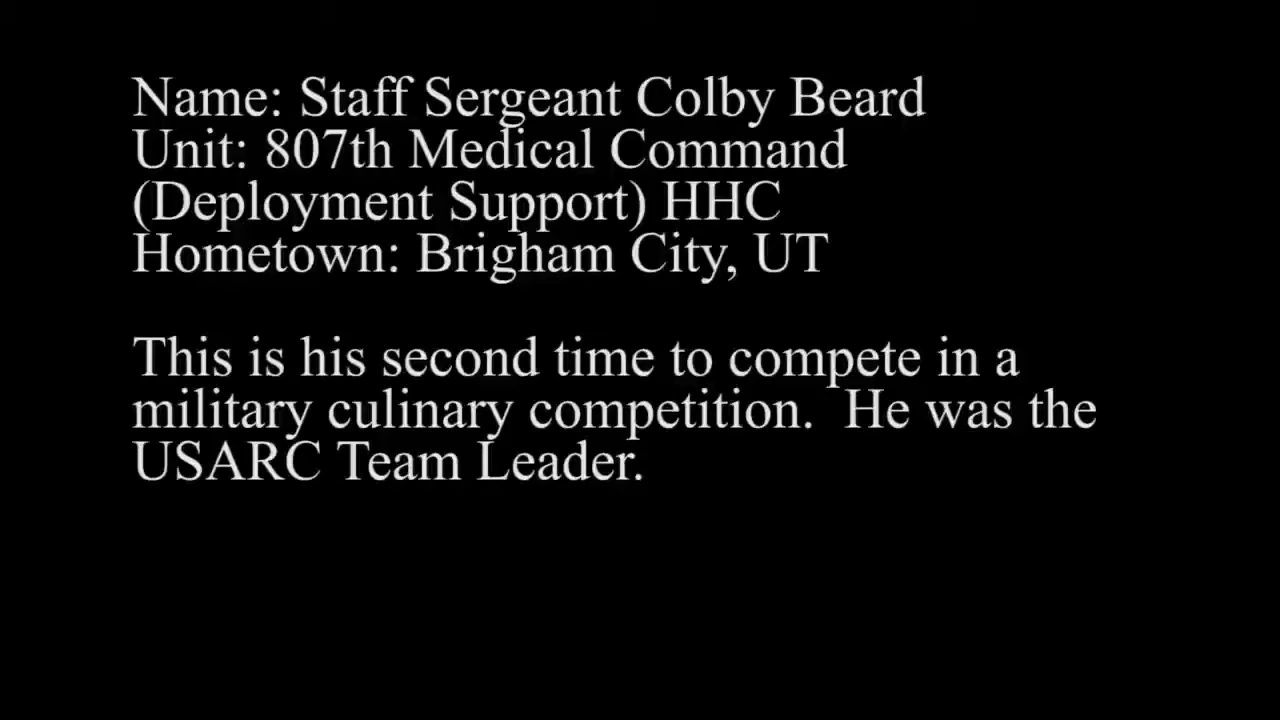 Name: Staff Sergeant Colby Beard
Unit: 807th Medical Command
(Deployment Support) HHC
Hometown: Brigham City, UT
This is his second time to compete in a
military culinary competition.  He was the
USARC Team Leader.